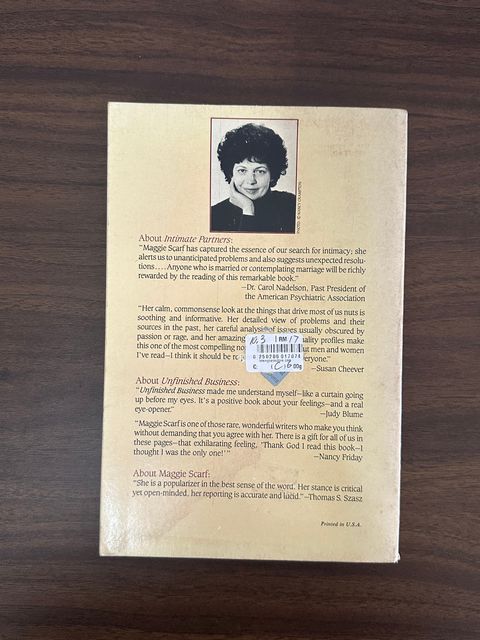 PHOTO: © NANCY CRAMPTON
About Intimate Partners:
"Maggie Scarf has captured the essence of our search for intimacy; she
alerts us to unanticipated problems and also suggests unexpected resolu-
tions....Anyone who is married or contemplating marriage will be richly
rewarded by the reading of this remarkable book."
—Dr. Carol Nadelson, Past President of
the American Psychiatric Association
"Her calm, commonsense look at the things that drive most of us nuts is
soothing and informative. Her detailed view of problems and their
sources in the past, her careful analysis of issues usually obscured by
passion or rage, and her amazing uality profiles make
this one of the most compelling no ut men and women
I've read—I think it should be re eryone."
—Susan Cheever
About Unfinished Business:
"Unfinished Business made me understand myself—like a curtain going
up before my eyes. It's a positive book about your feelings—and a real
eye-opener."
—Judy Blume
"Maggie Scarf is one of those rare, wonderful writers who make you think
without demanding that you agree with her. There is a gift for all of us in
these pages—that exhilarating feeling, 'Thank God I read this book—I
thought I was the only one!'"
—Nancy Friday
About Maggie Scarf:
"She is a popularizer in the best sense of the word. Her stance is critical
yet open-minded, her reporting is accurate and lucid."—Thomas S. Szasz
Printed in U.S.A.